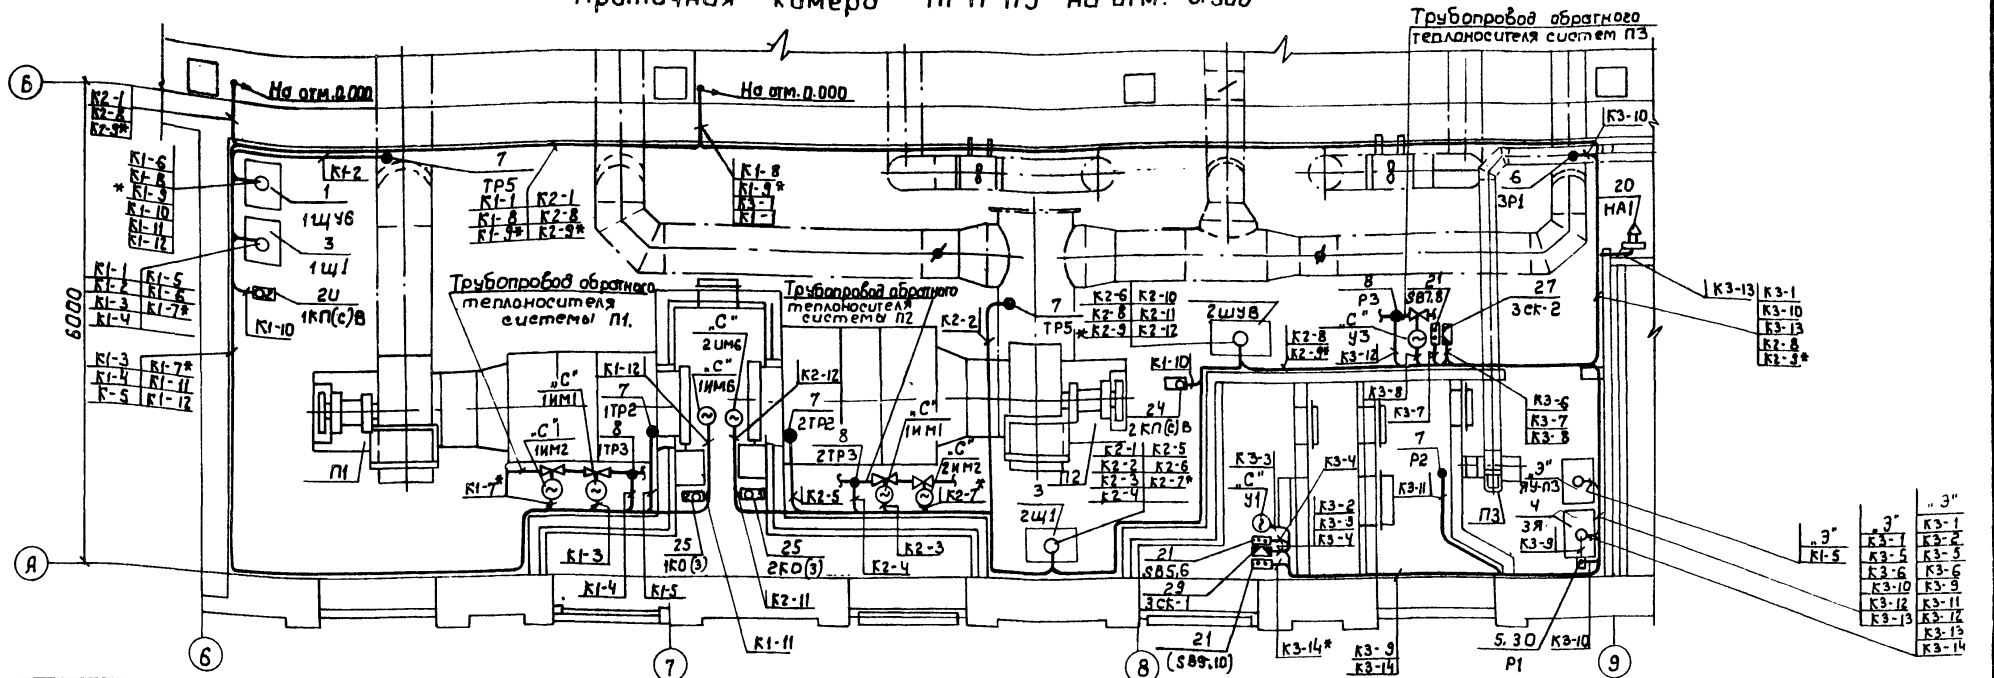 Приточная камера П1÷П3 на отм.
Трубопровод обратного
теплоносителя систем П3
Б
На отм.0.000
На отм.0.000
К2-1
К2-8
К2-9*
К1-6
К1-8
* К1-9
К1-10
К1-11
К1-12
К1-2
1
1ЩУ6
3
1Щ1
7
ТР5
К1-1 К2-1
К1-8 К2-8
К1-9* К2-9*
К1-8
К1-9*
К3-1
К1-1
К3-10
6
3Р1
20
НА1
К1-1 К1-5
К1-2 К1-6
К1-3 К1-7*
К1-4
К1-10
1КП(с)В
Трубопровод обратного
теплоносителя
системы П1.
Трубопровод обратного
теплоносителя
системы П2
К2-2
7
ТР5
К2-6 К2-10
К2-8 К2-11
*К2-9 К2-12
2ШУВ
8
Р3
21
SB7.8
27
3ск-2
К3-13
К3-1
К3-10
К3-13
К2-8
К2-9*
6000
К1-3 К1-7*
К1-4 К1-11
К-5 К1-12
„С"
У3
К2-8
К2-9*
К3-12
К3-8
К3-7
К3-6
К3-7
К3-8
П1
„С"
1ИМ2
„С"
1ИМ1
К1-12
7
1ТР2
8
1ТР3
„С"
2ИМ6
„С"
1ИМ6
К2-12
7
2ТР2
8
2ТР3
„С"
1ИМ1
„С"
2ИМ2
К1-10
24
2КП(с)В
П2
К2-1 К2-5
К2-2 К2-6
К2-3 К2-7*
К2-4
К1-7*
К2-5
К2-7*
3
2Щ1
К3-3
„С"
У1
К3-4
К3-2
К3-3
К3-4
7
Р2
К3-11
П3
„Э"
ЯУ-П3
4
3Я
К3-9
А
К1-3
К1-4
К1-5
25
1КО(3)
25
2КО(3)
К2-3
К2-4
К2-11
К1-11
21
SB5,6
29
3ск-1
21
(SB9,10)
К3-14*
К3-9
К3-14
5.30
Р1
К3-10
„Э"
К1-5
„Э"
К3-1
К3-5
К3-6
К3-10
К3-12
К3-13
„Э"
К3-1
К3-2
К3-5
К3-6
К3-9
К3-11
К3-12
К3-13
К3-14
6
7
8
9